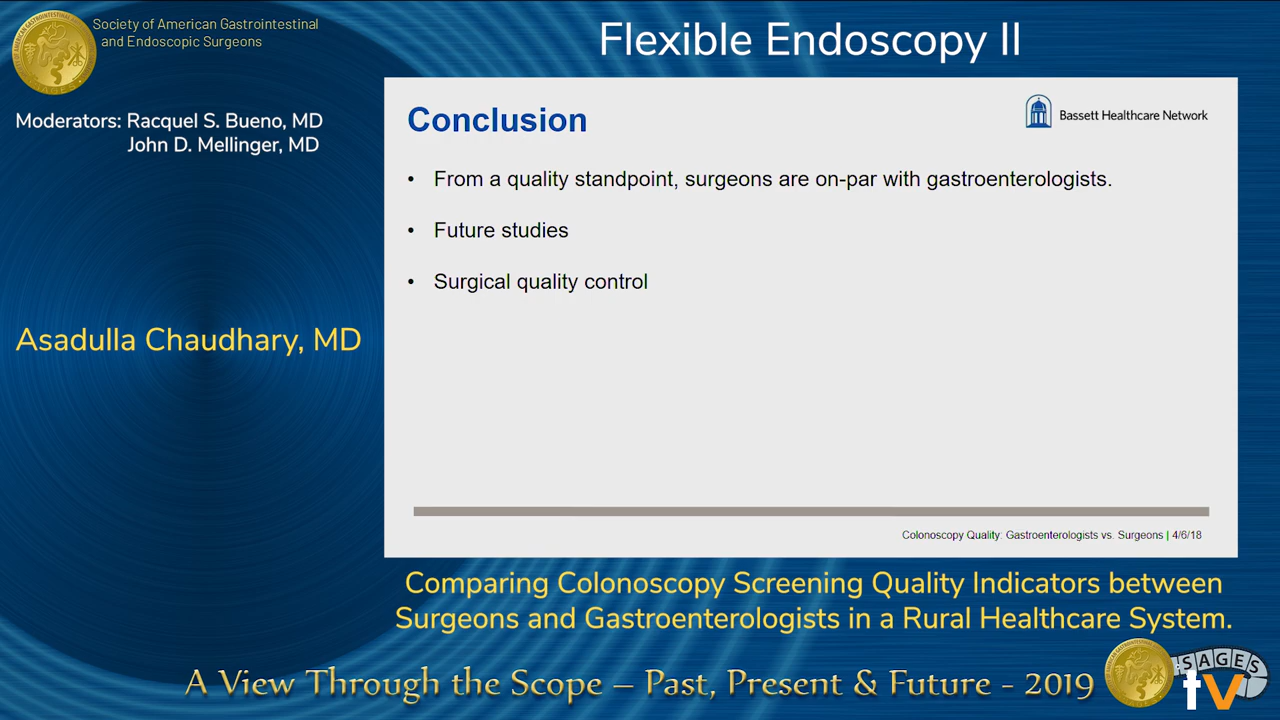 Society of American Gastrointestinal
and Endoscopic Surgeons
Flexible Endoscopy II
Moderators: Racquel S. Bueno, MD
John D. Mellinger, MD
Asadulla Chaudhary, MD
Conclusion
Bassett Healthcare Network
• From a quality standpoint, surgeons are on-par with gastroenterologists.
• Future studies
• Surgical quality control
Colonoscopy Quality: Gastroenterologists vs. Surgeons | 4/6/18
Comparing Colonoscopy Screening Quality Indicators between
Surgeons and Gastroenterologists in a Rural Healthcare System.
A View Through the Scope – Past, Present & Future - 2019
SAGES
tv